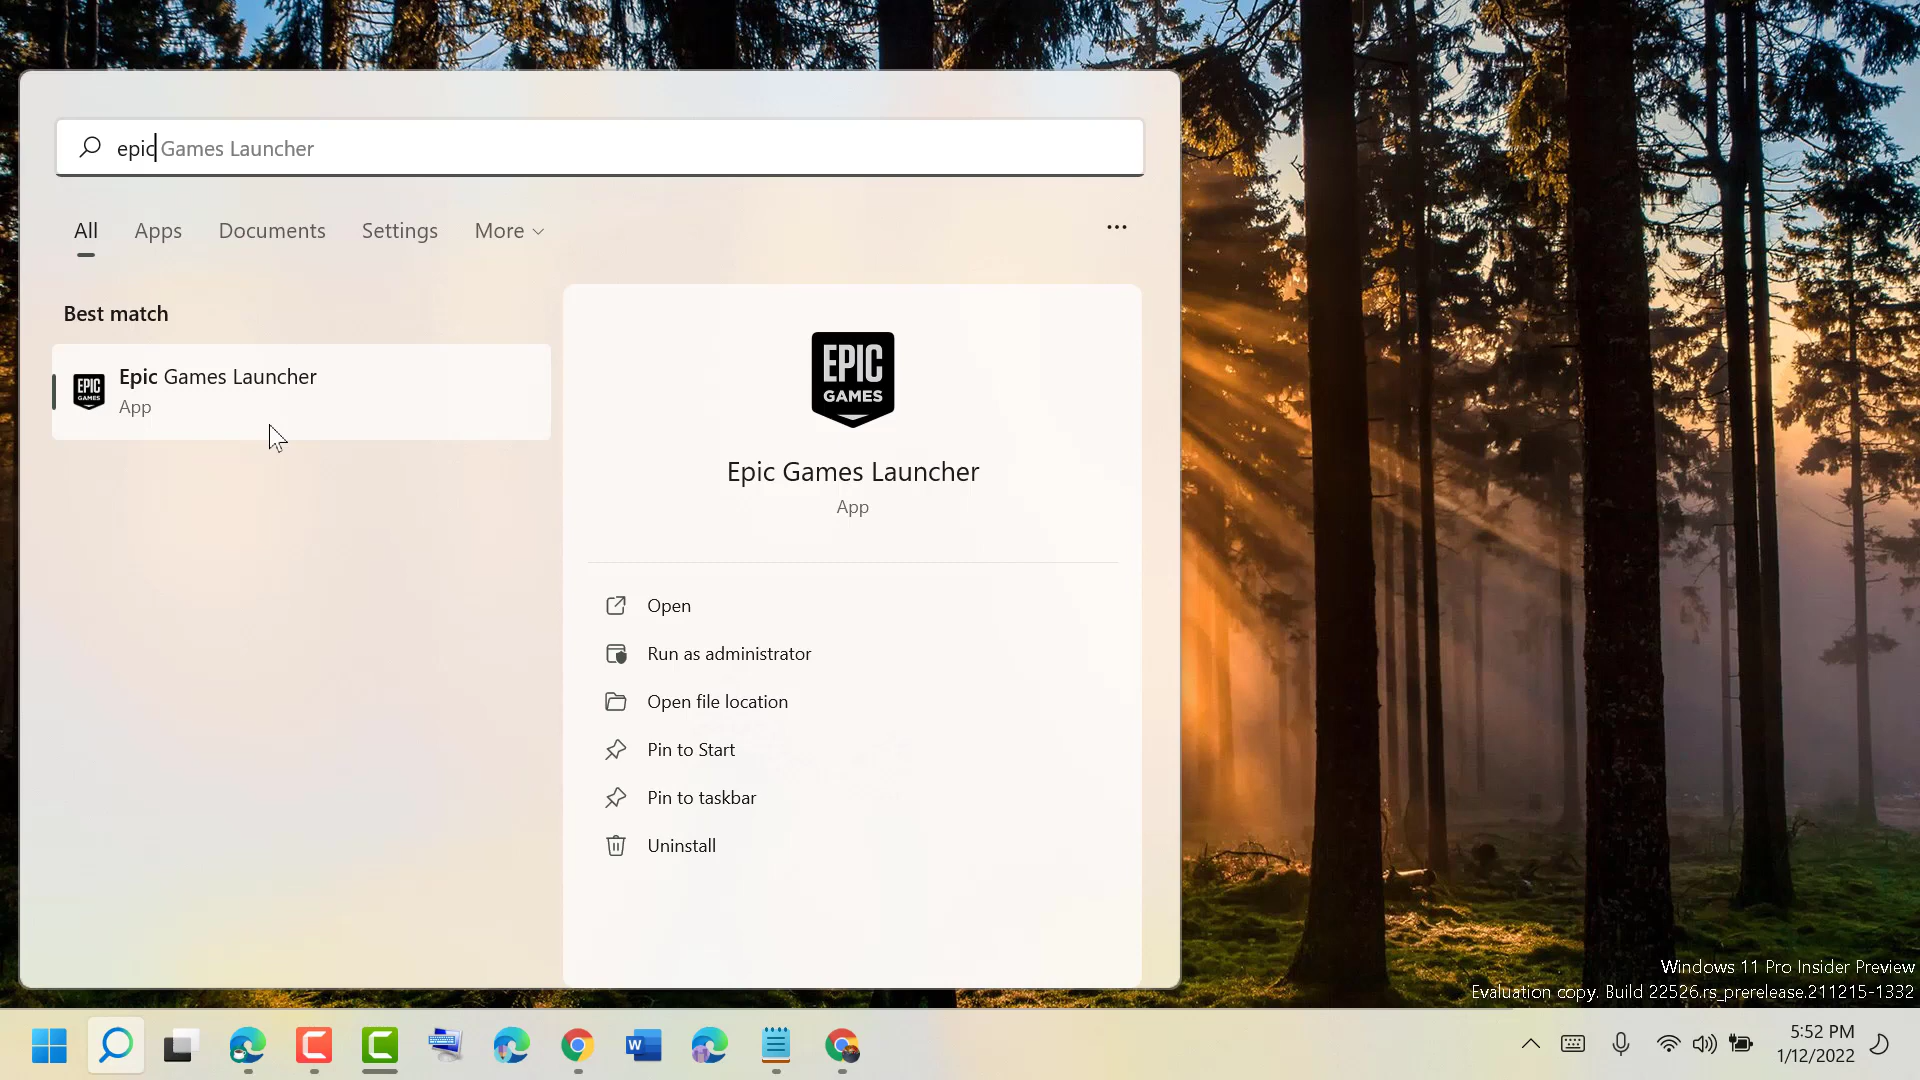 epic Games Launcher
All Apps Documents Settings More
Best match
EPIC GAMES
Epic Games Launcher
App
EPIC
GAMES
Epic Games Launcher
App
Open
Run as administrator
Open file location
Pin to Start
Pin to taskbar
Uninstall
Windows 11 Pro Insider Preview
Evaluation copy. Build 22526.rs_prerelease.211215-1332
5:52 PM
1/12/2022